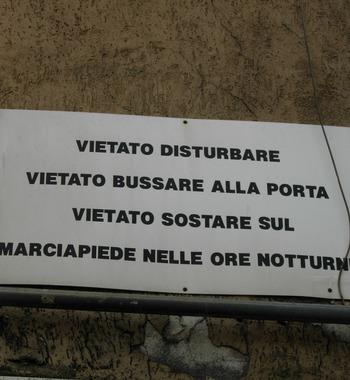 VIETATO DISTURBARE
VIETATO BUSSARE ALLA PORTA
VIETATO SOSTARE SUL
MARCIAPIEDE NELLE ORE NOTTURN